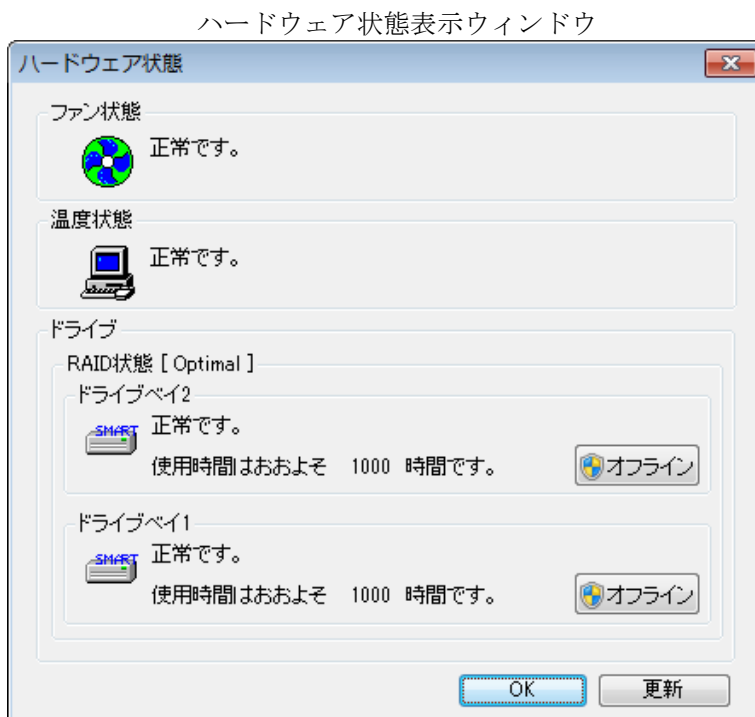 ハードウェア状態表示ウィンドウ
ハードウェア状態
ファン状態
正常です。
温度状態
正常です。
ドライブ
RAID状態 [ Optimal ]
ドライブベイ2
SMART 正常です。
使用時間はおおよそ 1000 時間です。 オフライン
ドライブベイ1
SMART 正常です。
使用時間はおおよそ 1000 時間です。 オフライン
OK 更新